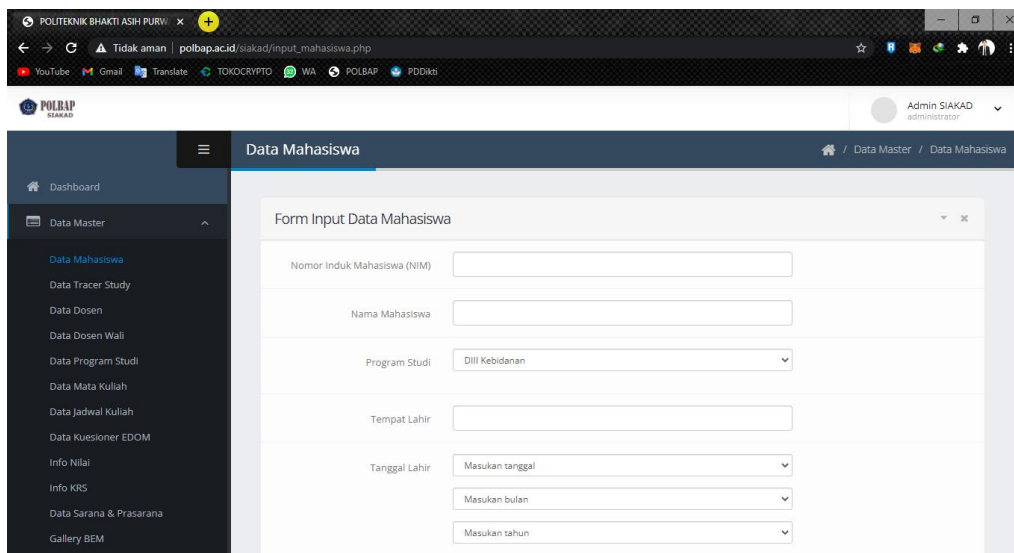 POLITEKNIK BHAKTI ASIH PURW
Tidak aman | polbap.ac.id/siakad/input_mahasiswa.php
YouTube Gmail Translate TOKOCRYPTO WA POLBAP PDDikti
POLBAP
SIAKAD
Admin SIAKAD
administrator
Data Mahasiswa
/ Data Master / Data Mahasiswa
Dashboard
Data Master
Data Mahasiswa
Data Tracer Study
Data Dosen
Data Dosen Wali
Data Program Studi
Data Mata Kuliah
Data Jadwal Kuliah
Data Kuesioner EDOM
Info Nilai
Info KRS
Data Sarana & Prasarana
Gallery BEM
Form Input Data Mahasiswa
Nomor Induk Mahasiswa (NIM)
Nama Mahasiswa
Program Studi
DIII Kebidanan
Tempat Lahir
Tanggal Lahir
Masukan tanggal
Masukan bulan
Masukan tahun